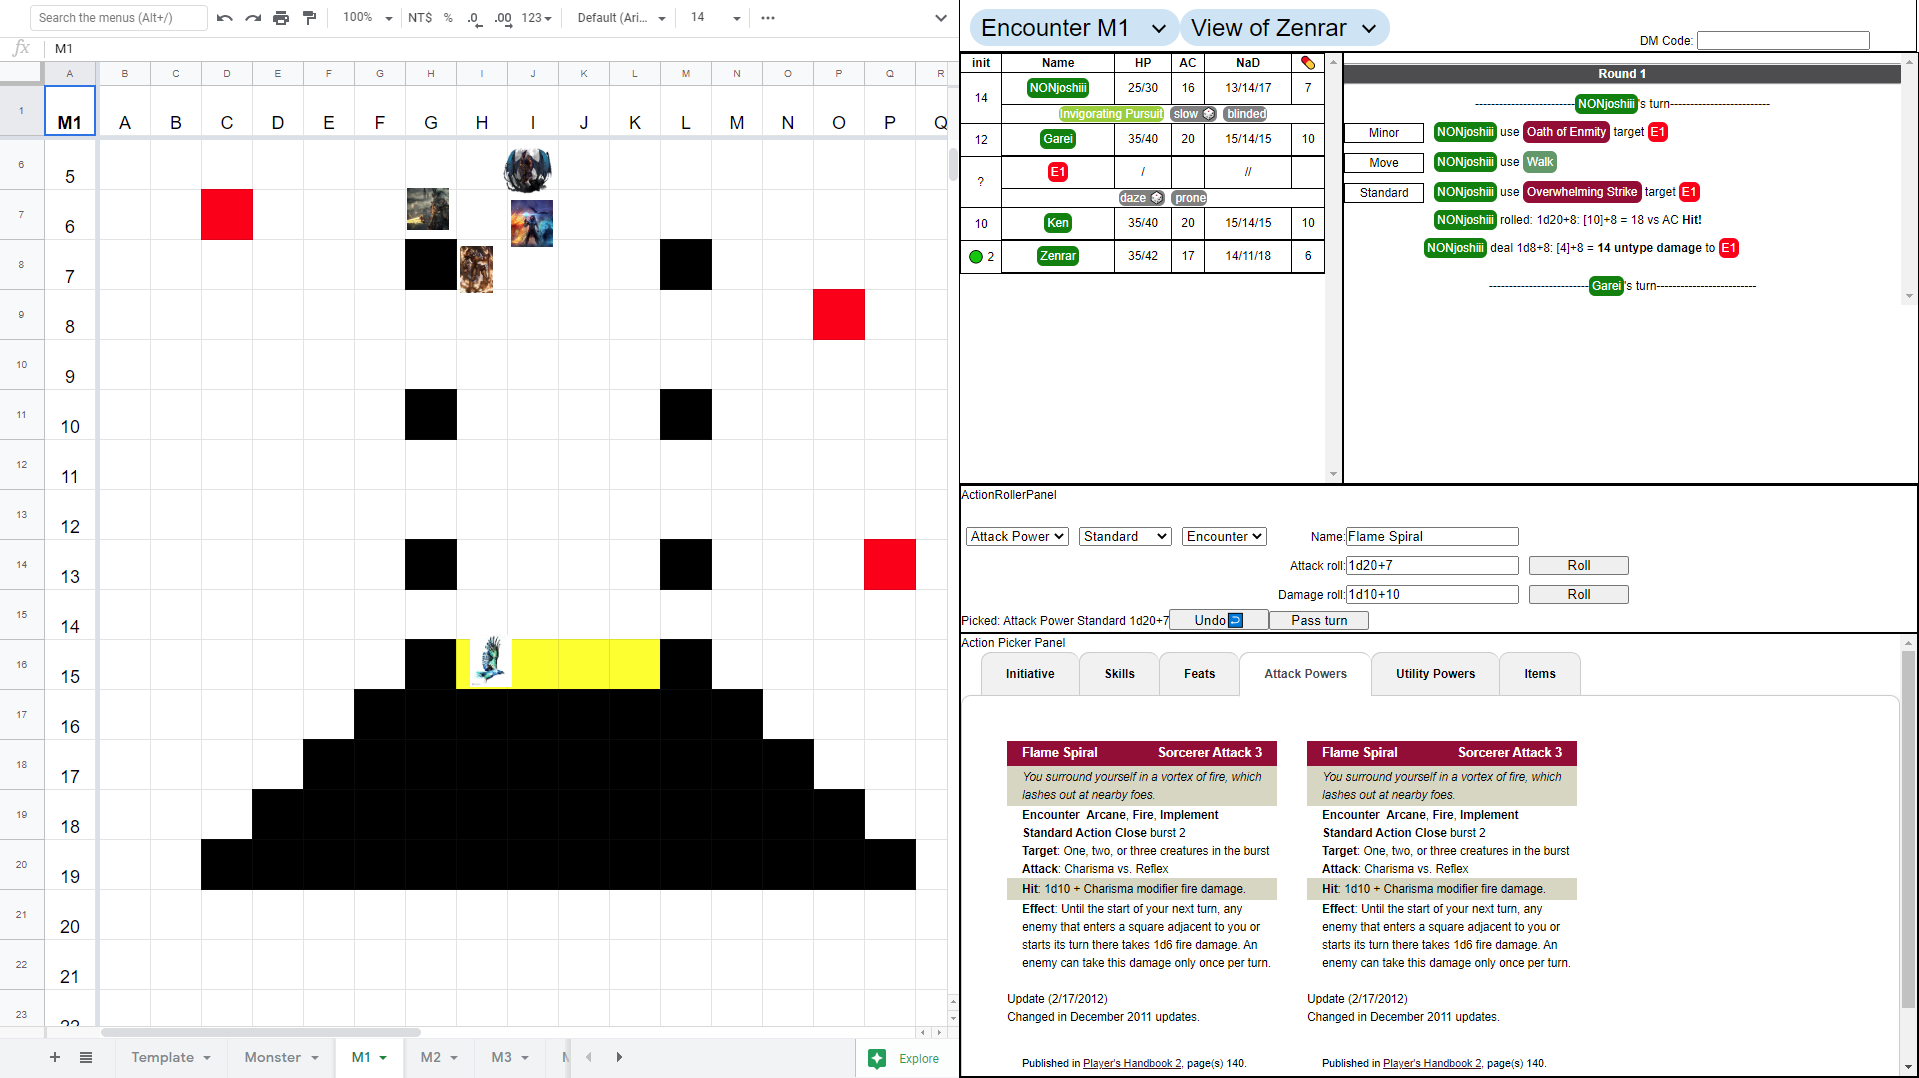 Search the menus (Alt+/)
100%
NT$
%
.0
.00
123
Default (Ari...
14
fx
M1
A B C D E F G H I J K L M N O P Q R
1
M1 A B C D E F G H I J K L M N O P Q
6
5
7
6
8
7
9
8
10
9
11
10
12
11
13
12
14
13
15
14
16
15
17
16
18
17
19
18
20
19
21
20
22
21
23
22
Template
Monster
M1
M2
M3
Explore
Encounter M1
View of Zenrar
DM Code:
init Name HP AC NaD
14 NONjoshiii 25/30 16 13/14/17 7
Invigorating Pursuit slow blinded
12 Garei 35/40 20 15/14/15 10
? E1 / //
daze prone
10 Ken 35/40 20 15/14/15 10
2 Zenrar 35/42 17 14/11/18 6
Round 1
-------------------------NONjoshiii's turn-------------------------
Minor NONjoshiii use Oath of Enmity target E1
Move NONjoshiii use Walk
Standard NONjoshiii use Overwhelming Strike target E1
NONjoshiii rolled: 1d20+8: [10]+8 = 18 vs AC Hit!
NONjoshiii deal 1d8+8: [4]+8 = 14 untype damage to E1
-------------------------Garei's turn-------------------------
ActionRollerPanel
Attack Power Standard Encounter Name: Flame Spiral
Attack roll: 1d20+7 Roll
Damage roll: 1d10+10 Roll
Picked: Attack Power Standard 1d20+7 Undo Pass turn
Action Picker Panel
Initiative Skills Feats Attack Powers Utility Powers Items
Flame Spiral Sorcerer Attack 3
You surround yourself in a vortex of fire, which
lashes out at nearby foes.
Encounter Arcane, Fire, Implement
Standard Action Close burst 2
Target: One, two, or three creatures in the burst
Attack: Charisma vs. Reflex
Hit: 1d10 + Charisma modifier fire damage.
Effect: Until the start of your next turn, any
enemy that enters a square adjacent to you or
starts its turn there takes 1d6 fire damage. An
enemy can take this damage only once per turn.
Update (2/17/2012)
Changed in December 2011 updates.
Published in Player's Handbook 2, page(s) 140.
Flame Spiral Sorcerer Attack 3
You surround yourself in a vortex of fire, which
lashes out at nearby foes.
Encounter Arcane, Fire, Implement
Standard Action Close burst 2
Target: One, two, or three creatures in the burst
Attack: Charisma vs. Reflex
Hit: 1d10 + Charisma modifier fire damage.
Effect: Until the start of your next turn, any
enemy that enters a square adjacent to you or
starts its turn there takes 1d6 fire damage. An
enemy can take this damage only once per turn.
Update (2/17/2012)
Changed in December 2011 updates.
Published in Player's Handbook 2, page(s) 140.